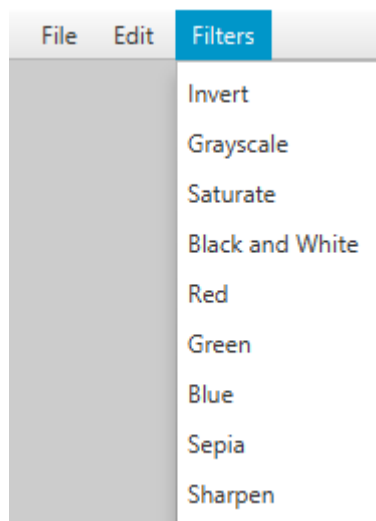 File Edit Filters
Invert
Grayscale
Saturate
Black and White
Red
Green
Blue
Sepia
Sharpen